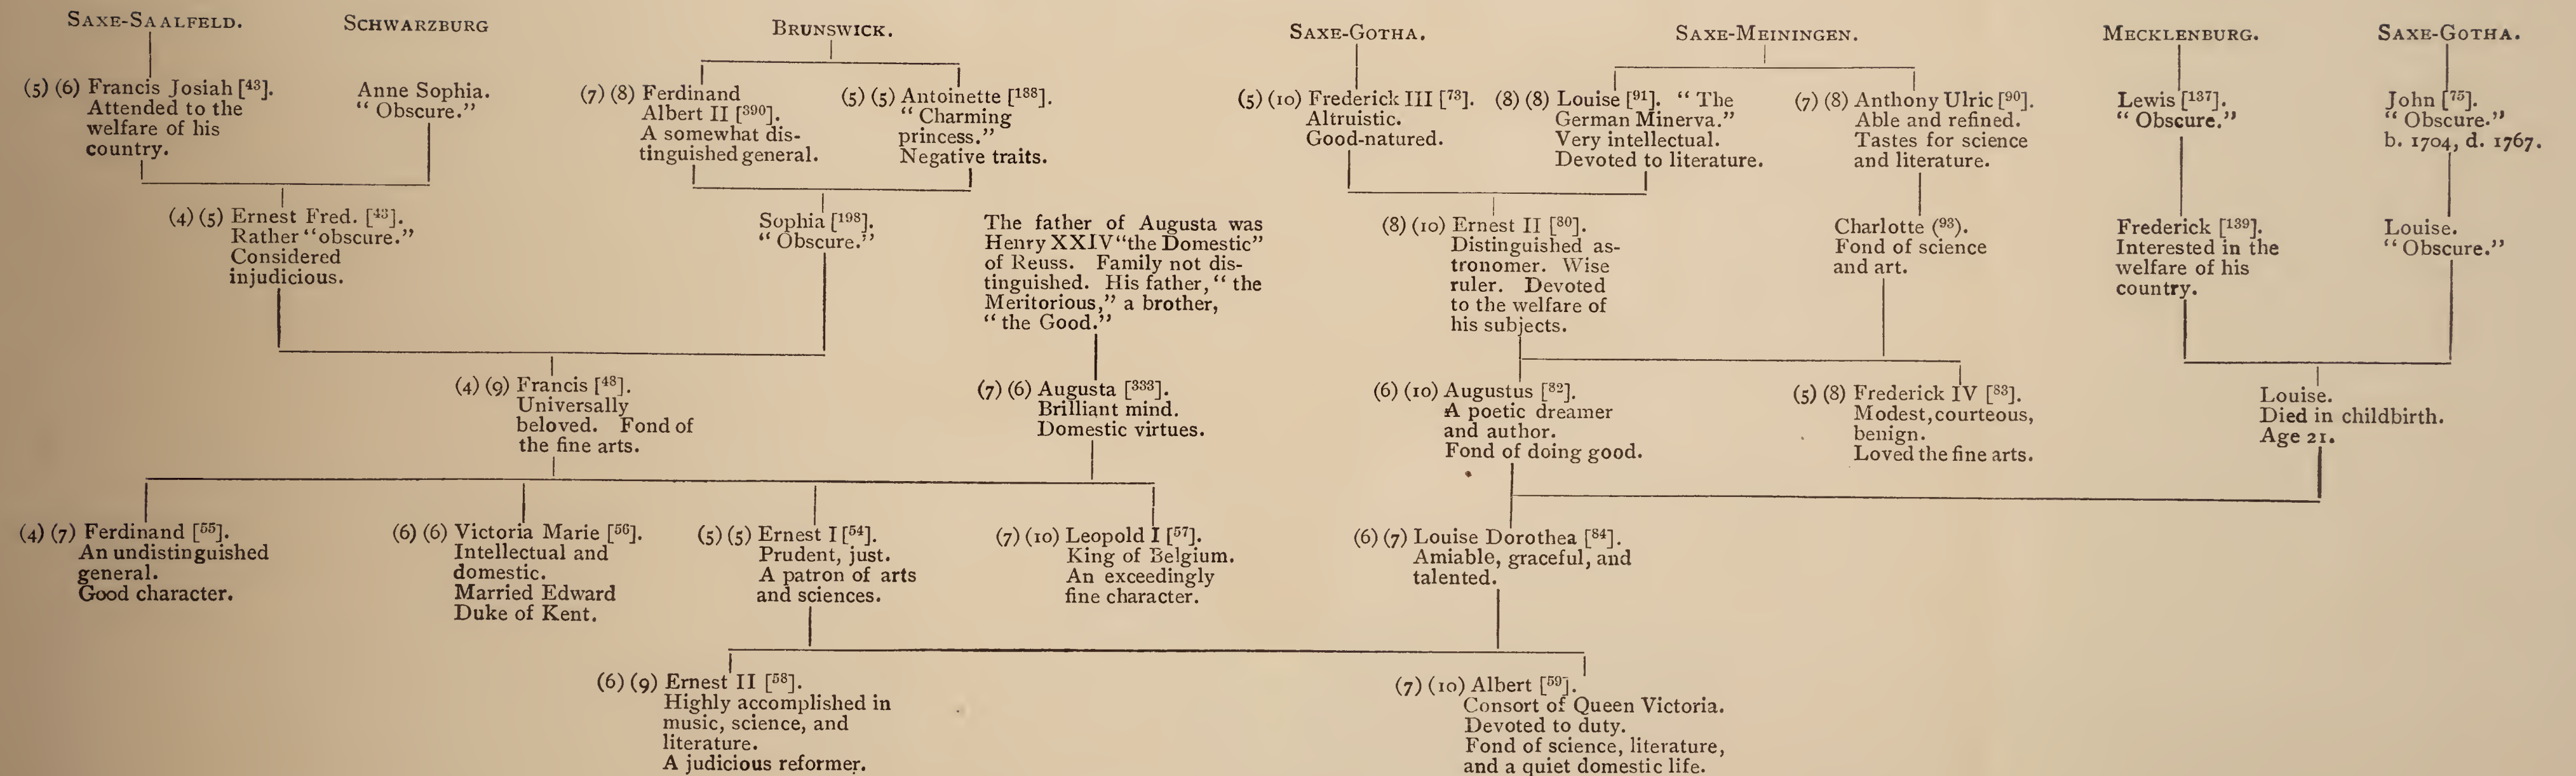 SAXE-SAALFELD.
SCHWARZBURG
BRUNSWICK.
SAXE-GOTHA.
SAXE-MEININGEN.
MECKLENBURG.
SAXE-GOTHA.
(5) (6) Francis Josiah [43].
Attended to the
welfare of his
country.
Anne Sophia.
"Obscure."
(7) (8) Ferdinand
Albert II [390].
A somewhat dis-
tinguished general.
(5) (5) Antoinette [188].
"Charming
princess."
Negative traits.
(5) (10) Frederick III [73].
Altruistic.
Good-natured.
(8) (8) Louise [91]. "The
German Minerva."
Very intellectual.
Devoted to literature.
(7) (8) Anthony Ulric [90].
Able and refined.
Tastes for science
and literature.
Lewis [137].
"Obscure."
John [75].
"Obscure."
b. 1704, d. 1767.
(4) (5) Ernest Fred. [43].
Rather "obscure."
Considered
injudicious.
Sophia [198].
"Obscure."
The father of Augusta was
Henry XXIV "the Domestic"
of Reuss. Family not dis-
tinguished. His father, "the
Meritorious," a brother,
"the Good."
(8) (10) Ernest II [80].
Distinguished as-
tronomer. Wise
ruler. Devoted
to the welfare of
his subjects.
Charlotte (93).
Fond of science
and art.
Frederick [139].
Interested in the
welfare of his
country.
Louise.
"Obscure."
(4) (9) Francis [48].
Universally
beloved. Fond of
the fine arts.
(7) (6) Augusta [333].
Brilliant mind.
Domestic virtues.
(6) (10) Augustus [82].
A poetic dreamer
and author.
Fond of doing good.
(5) (8) Frederick IV [83].
Modest, courteous,
benign.
Loved the fine arts.
Louise.
Died in childbirth.
Age 21.
(4) (7) Ferdinand [55].
An undistinguished
general.
Good character.
(6) (6) Victoria Marie [56].
Intellectual and
domestic.
Married Edward
Duke of Kent.
(5) (5) Ernest I [54].
Prudent, just.
A patron of arts
and sciences.
(7) (10) Leopold I [57].
King of Belgium.
An exceedingly
fine character.
(6) (7) Louise Dorothea [84].
Amiable, graceful, and
talented.
(6) (9) Ernest II [58].
Highly accomplished in
music, science, and
literature.
A judicious reformer.
(7) (10) Albert [59].
Consort of Queen Victoria.
Devoted to duty.
Fond of science, literature,
and a quiet domestic life.